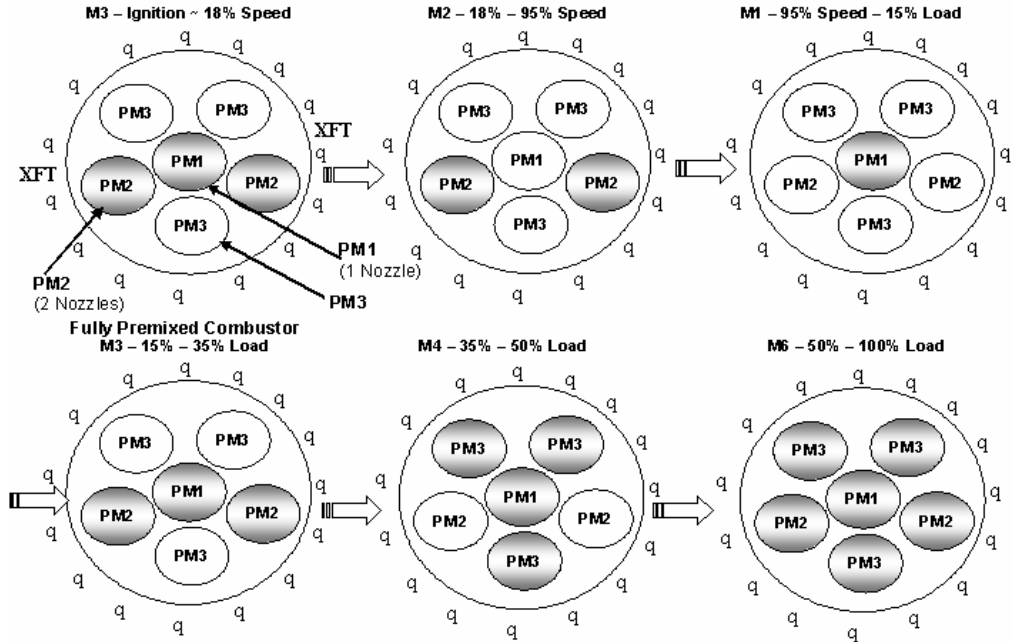 M3 – Ignition ~ 18% Speed
M2 – 18% – 95% Speed
M1 – 95% Speed – 15% Load
q q q q q q q q q q q q q q
PM3 PM3
PM1
PM2 PM2
PM3
XFT
XFT
PM1
(1 Nozzle)
PM2
(2 Nozzles)
PM3
q q q q q q q q q q q q q q
PM3 PM3
PM1
PM2 PM2
PM3
q q q q q q q q q q q q q q
PM3 PM3
PM1
PM2 PM2
PM3
Fully Premixed Combustor
M3 – 15% – 35% Load
M4 – 35% – 50% Load
M6 – 50% – 100% Load
q q q q q q q q q q q q q q
PM3 PM3
PM1
PM2 PM2
PM3
q q q q q q q q q q q q q q
PM3 PM3
PM1
PM2 PM2
PM3
q q q q q q q q q q q q q q
PM3 PM3
PM1
PM2 PM2
PM3